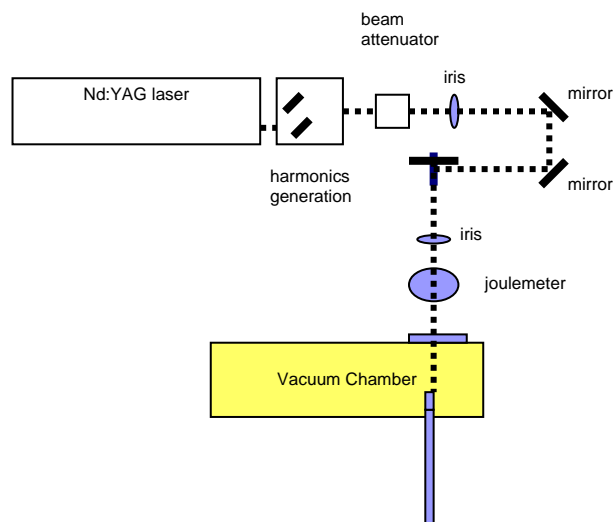 beam
attenuator
iris
mirror
Nd:YAG laser
harmonics
generation
mirror
iris
joulemeter
Vacuum Chamber